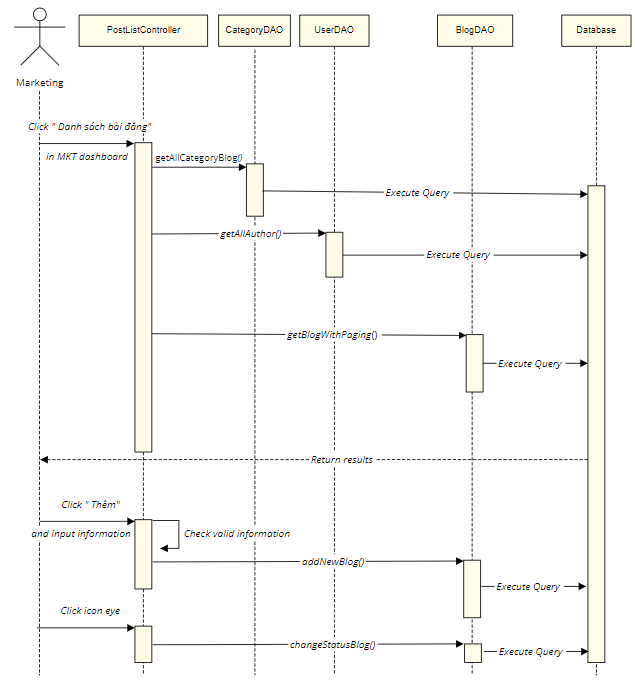 PostListController
CategoryDAO
UserDAO
BlogDAO
Database
Marketing
Click " Danh sách bài đăng"
in MKT dashboard
getAllCategoryBlog()
Execute Query
getAllAuthor()
Execute Query
getBlogWithPaging()
Execute Query
Return results
Click " Thêm"
and input information
Check valid information
addNewBlog()
Execute Query
Click icon eye
changeStatusBlog()
Execute Query